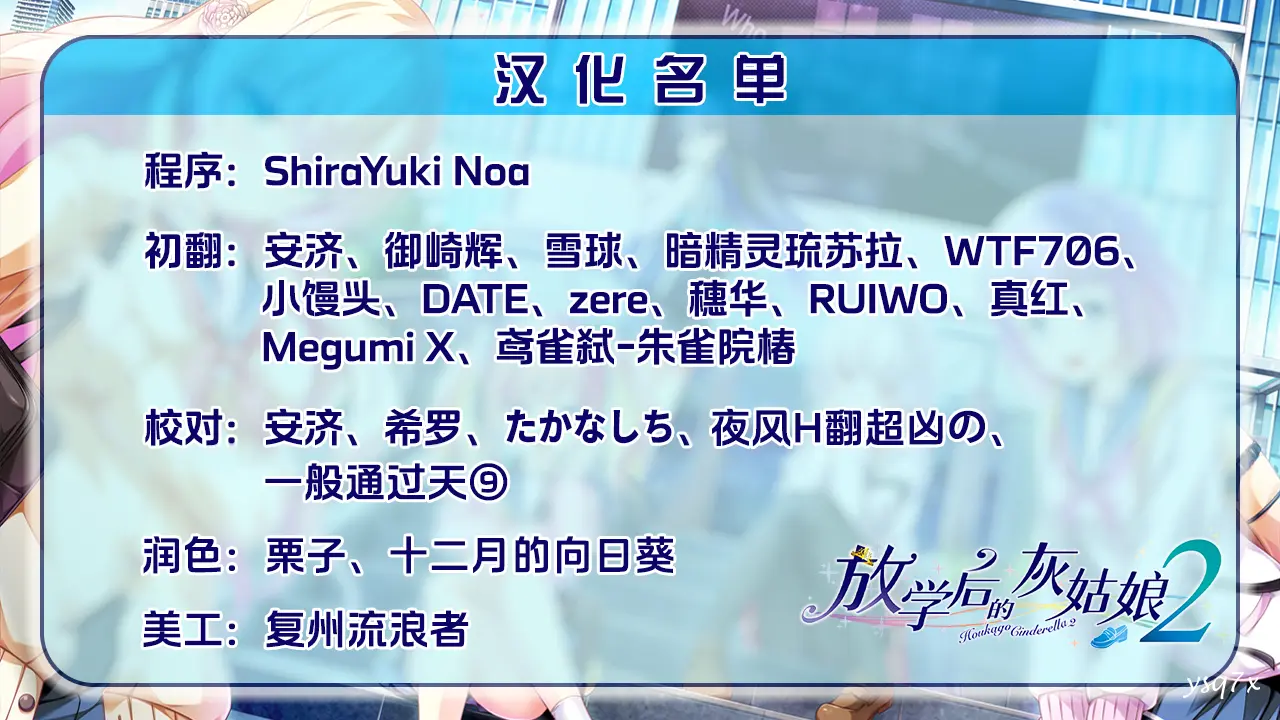 汉化名单
程序：ShiraYuki Noa
初翻：安济、御崎辉、雪球、暗精灵琉苏拉、WTF706、
小馒头、DATE、zere、穗华、RUIWO、真红、
Megumi X、鸢雀弑-朱雀院椿
校对：安济、希罗、たかなしち、夜风H翻超凶の、
一般通过天⑨
润色：栗子、十二月的向日葵
美工：复州流浪者
放学后的灰姑娘2
Houkago Cinderella 2
ysq7x